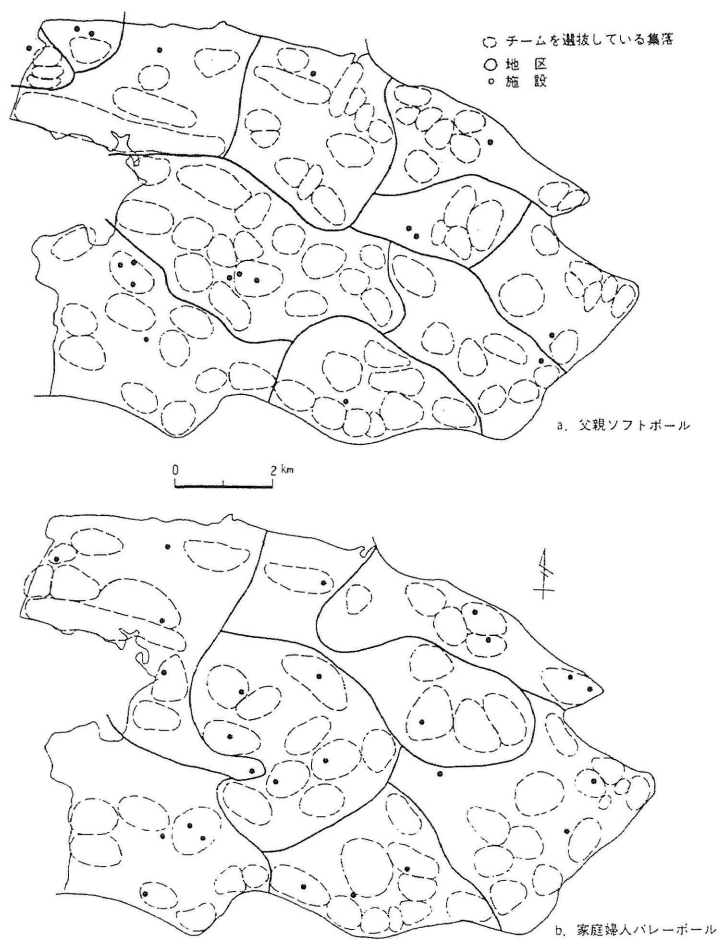 チームを選抜している集落
地区
施設
a. 父親ソフトボール
0 2 km
b. 家庭婦人バレーボール